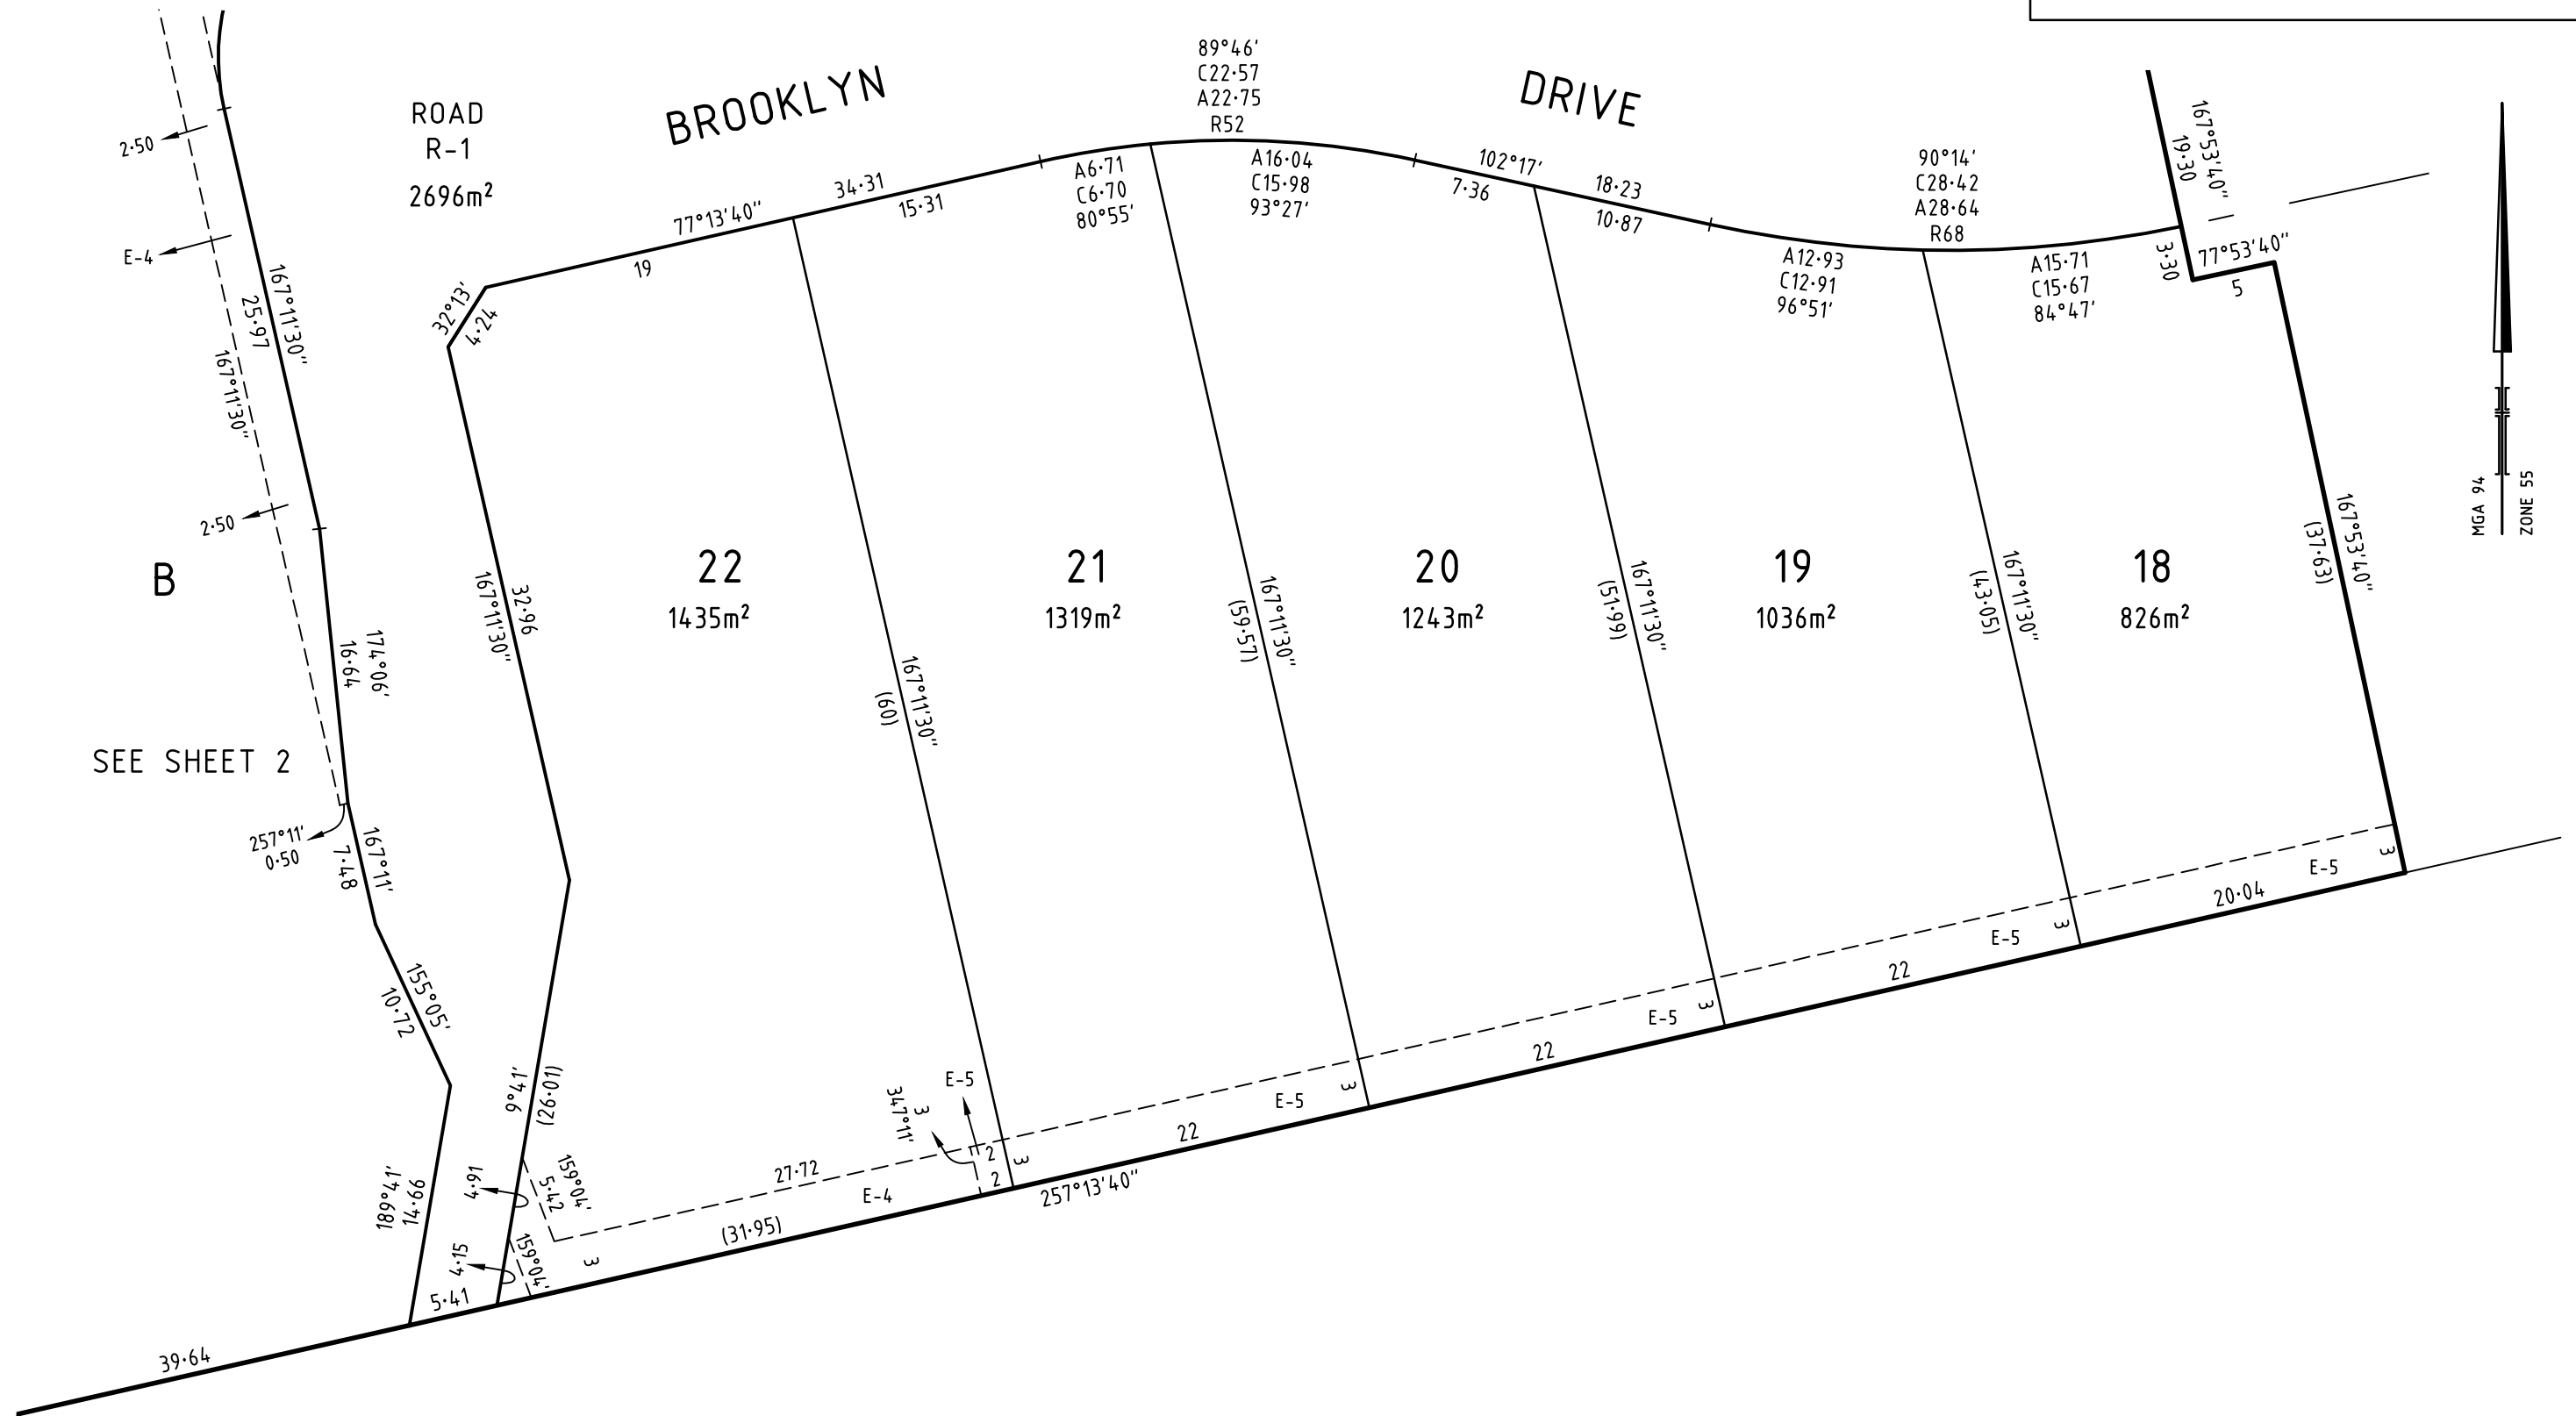 BROOKLYN DRIVE
ROAD
R-1
2696m²
89°46'
C22·57
A22·75
R52
A6·71
C6·70
80°55'
A16·04
C15·98
93°27'
102°17'
7·36
18·23
10·87
90°14'
C28·42
A28·64
R68
A12·93
C12·91
96°51'
A15·71
C15·67
84°47'
167°53'40"
19·30
3·30
77°53'40"
5
34·31
15·31
77°13'40"
19
32°13'
4·24
2·50
E-4
167°11'30"
25·97
167°11'30"
2·50
B
SEE SHEET 2
174°06'
16·64
257°11'
0·50
167°11'
7·48
155°05'
10·72
189°41'
14·66
167°11'30"
32·96
22
1435m²
167°11'30"
(60)
21
1319m²
167°11'30"
(59·57)
20
1243m²
167°11'30"
(51·99)
19
1036m²
167°11'30"
(43·05)
18
826m²
167°53'40"
(37·63)
MGA 94
ZONE 55
9°41'
(26·01)
4·91
159°04'
5·42
4·15
159°04'
5·41
3
27·72
E-4
(31·95)
347°11'
3
E-5
2
2
3
257°13'40"
22
E-5
3
22
E-5
3
22
E-5
3
20·04
E-5
3
39·64